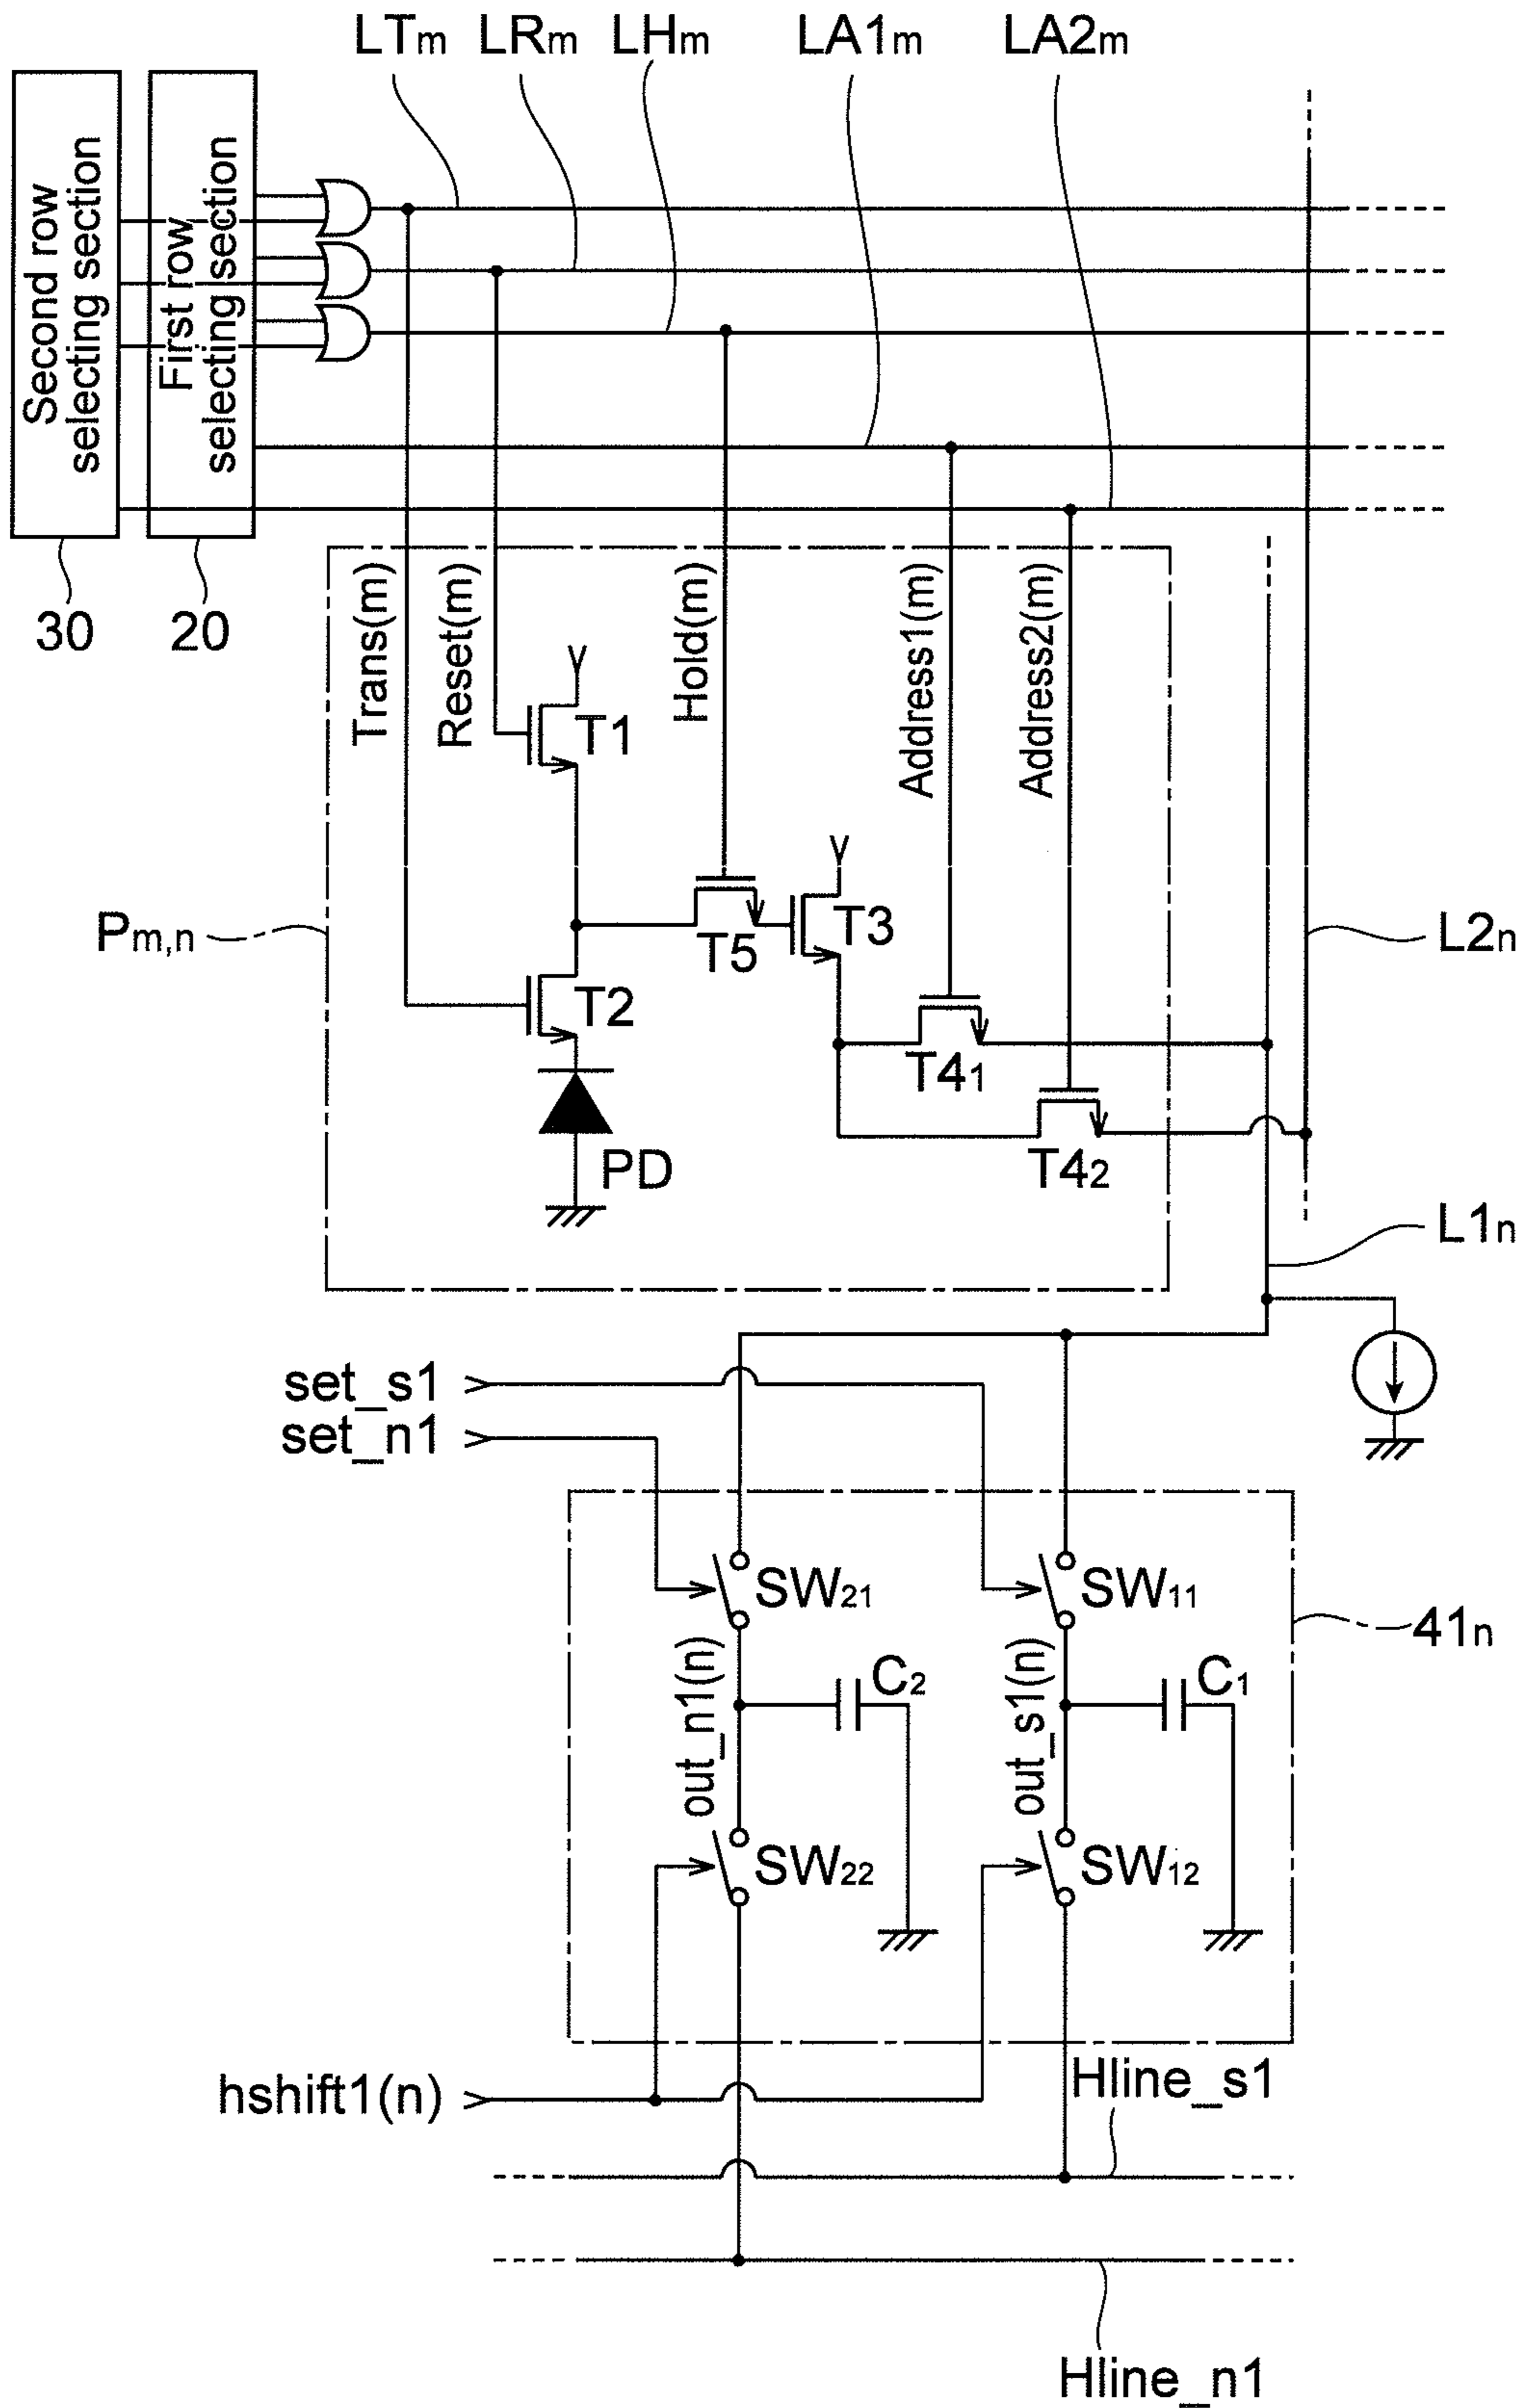 LTm LRm LHm LA1m LA2m
Second row
selecting section
First row
selecting section
30 20
Trans(m)
Reset(m)
Hold(m)
Address1(m)
Address2(m)
T1
Pm,n
T5
T3
L2n
T2
T41
PD
T42
L1n
set_s1
set_n1
SW21
SW11
41n
out_n1(n)
C2
out_s1(n)
C1
SW22
SW12
hshift1(n)
Hline_s1
Hline_n1